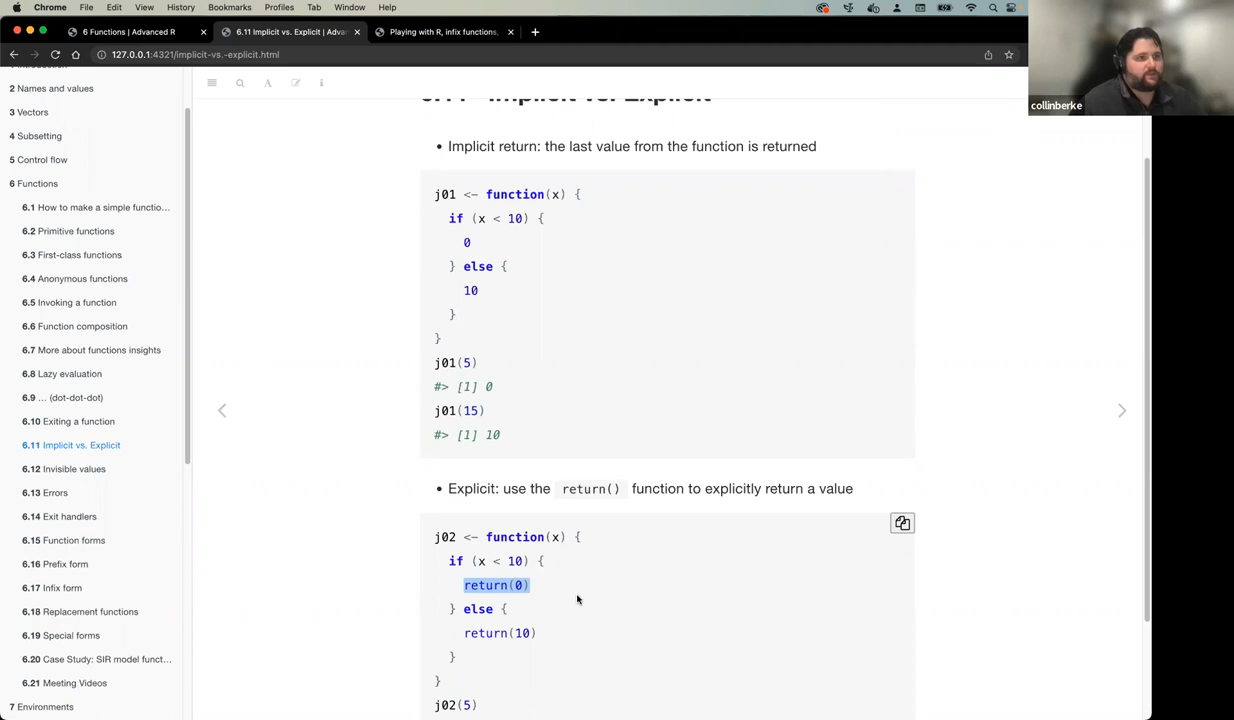 Chrome File Edit View History Bookmarks Profiles Tab Window Help
6 Functions | Advanced R
6.11 Implicit vs. Explicit | Adva
Playing with R, infix functions,
127.0.0.1:4321/implicit-vs.-explicit.html
collinberke
2 Names and values
3 Vectors
4 Subsetting
5 Control flow
6 Functions
6.1 How to make a simple functio...
6.2 Primitive functions
6.3 First-class functions
6.4 Anonymous functions
6.5 Invoking a function
6.6 Function composition
6.7 More about functions insights
6.8 Lazy evaluation
6.9 ... (dot-dot-dot)
6.10 Exiting a function
6.11 Implicit vs. Explicit
6.12 Invisible values
6.13 Errors
6.14 Exit handlers
6.15 Function forms
6.16 Prefix form
6.17 Infix form
6.18 Replacement functions
6.19 Special forms
6.20 Case Study: SIR model funct...
6.21 Meeting Videos
7 Environments
6.11 Implicit vs. Explicit
• Implicit return: the last value from the function is returned
j01 <- function(x) {
if (x < 10) {
0
} else {
10
}
}
j01(5)
#> [1] 0
j01(15)
#> [1] 10
• Explicit: use the return() function to explicitly return a value
j02 <- function(x) {
if (x < 10) {
return(0)
} else {
return(10)
}
}
j02(5)